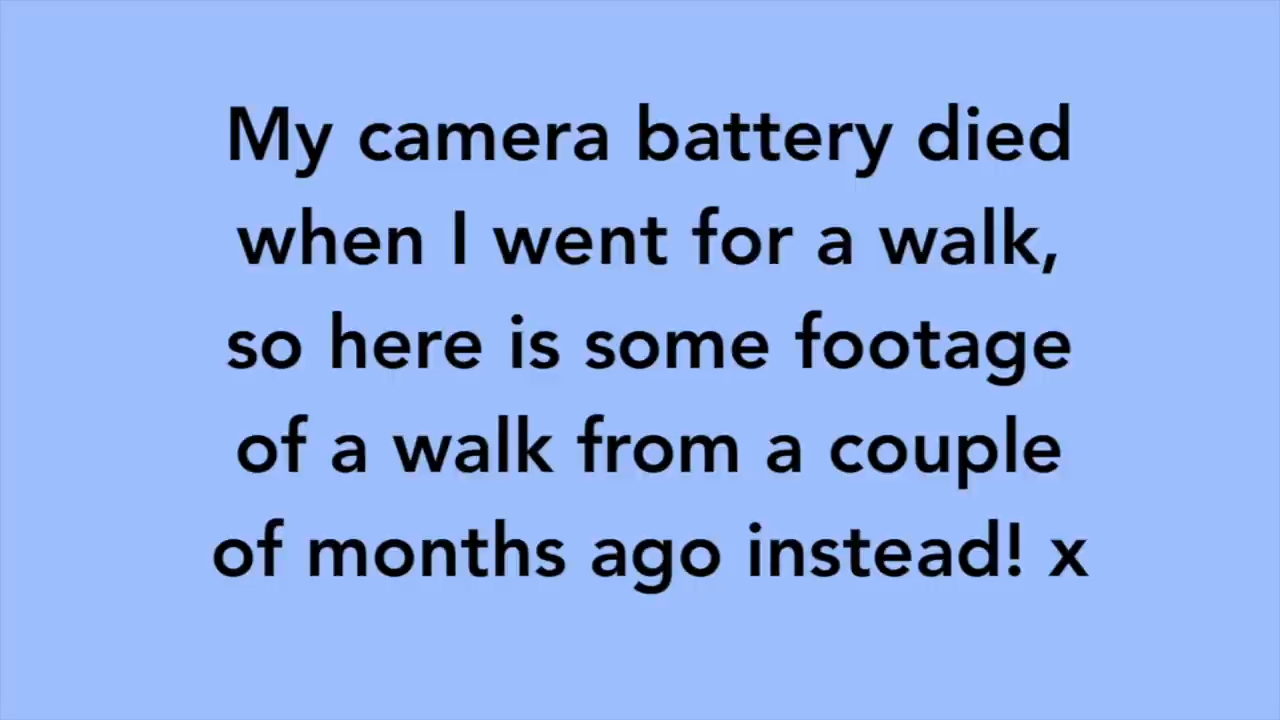 My camera battery died
when I went for a walk,
so here is some footage
of a walk from a couple
of months ago instead! x